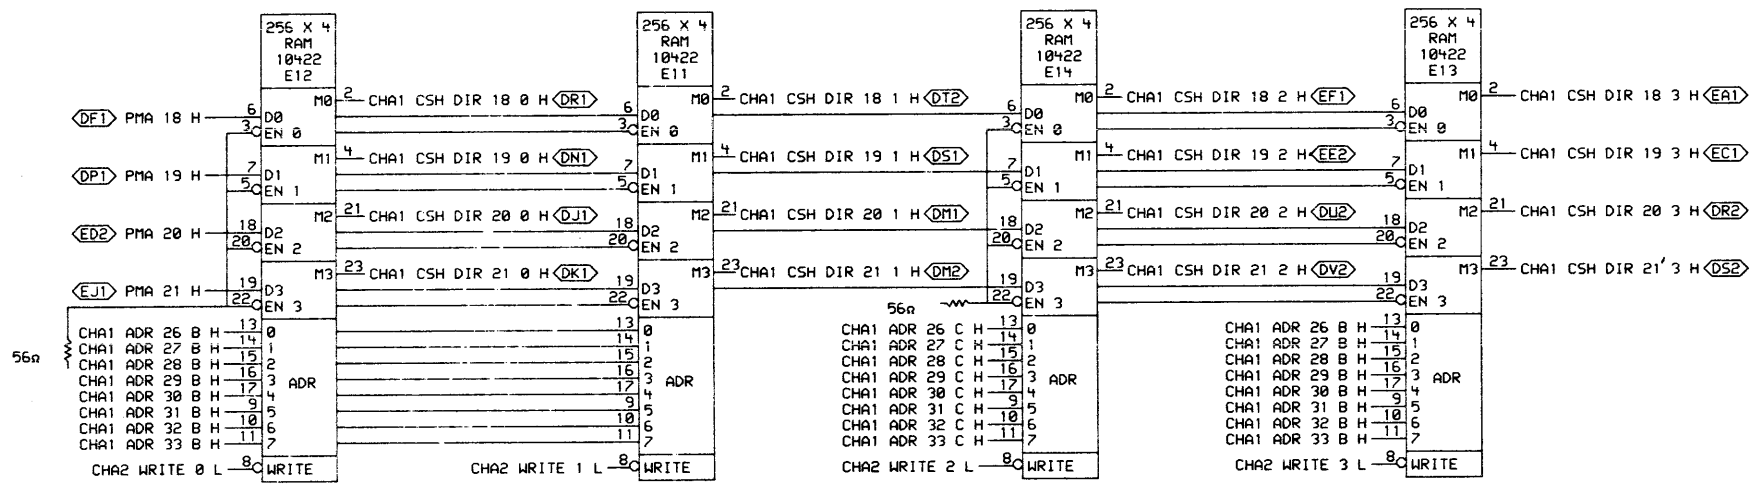 256 X 4
RAM
10422
E12
<DF1> PMA 18 H 6 D0 M0 2 CHA1 CSH DIR 18 0 H <DR1>
3 EN 0
<DP1> PMA 19 H 7 D1 M1 4 CHA1 CSH DIR 19 0 H <DN1>
5 EN 1
<ED2> PMA 20 H 18 D2 M2 21 CHA1 CSH DIR 20 0 H <DJ1>
20 EN 2
<EJ1> PMA 21 H 19 D3 M3 23 CHA1 CSH DIR 21 0 H <DK1>
22 EN 3
56Ω
CHA1 ADR 26 B H 13 0
CHA1 ADR 27 B H 14 1
CHA1 ADR 28 B H 15 2
CHA1 ADR 29 B H 16 3 ADR
CHA1 ADR 30 B H 17 4
CHA1 ADR 31 B H 9 5
CHA1 ADR 32 B H 10 6
CHA1 ADR 33 B H 11 7
CHA2 WRITE 0 L 8 WRITE
256 X 4
RAM
10422
E11
6 D0 M0 2 CHA1 CSH DIR 18 1 H <DT2>
3 EN 0
7 D1 M1 4 CHA1 CSH DIR 19 1 H <DS1>
5 EN 1
18 D2 M2 21 CHA1 CSH DIR 20 1 H <DM1>
20 EN 2
19 D3 M3 23 CHA1 CSH DIR 21 1 H <DM2>
22 EN 3
13 0
14 1
15 2
16 3 ADR
17 4
9 5
10 6
11 7
CHA2 WRITE 1 L 8 WRITE
256 X 4
RAM
10422
E14
6 D0 M0 2 CHA1 CSH DIR 18 2 H <EF1>
3 EN 0
7 D1 M1 4 CHA1 CSH DIR 19 2 H <EE2>
5 EN 1
18 D2 M2 21 CHA1 CSH DIR 20 2 H <DU2>
20 EN 2
19 D3 M3 23 CHA1 CSH DIR 21 2 H <DV2>
22 EN 3
56Ω
CHA1 ADR 26 C H 13 0
CHA1 ADR 27 C H 14 1
CHA1 ADR 28 C H 15 2
CHA1 ADR 29 C H 16 3 ADR
CHA1 ADR 30 C H 17 4
CHA1 ADR 31 C H 9 5
CHA1 ADR 32 C H 10 6
CHA1 ADR 33 C H 11 7
CHA2 WRITE 2 L 8 WRITE
256 X 4
RAM
10422
E13
6 D0 M0 2 CHA1 CSH DIR 18 3 H <EA1>
3 EN 0
7 D1 M1 4 CHA1 CSH DIR 19 3 H <EC1>
5 EN 1
18 D2 M2 21 CHA1 CSH DIR 20 3 H <DR2>
20 EN 2
19 D3 M3 23 CHA1 CSH DIR 21 3 H <DS2>
22 EN 3
CHA1 ADR 26 B H 13 0
CHA1 ADR 27 B H 14 1
CHA1 ADR 28 B H 15 2
CHA1 ADR 29 B H 16 3 ADR
CHA1 ADR 30 B H 17 4
CHA1 ADR 31 B H 9 5
CHA1 ADR 32 B H 10 6
CHA1 ADR 33 B H 11 7
CHA2 WRITE 3 L 8 WRITE